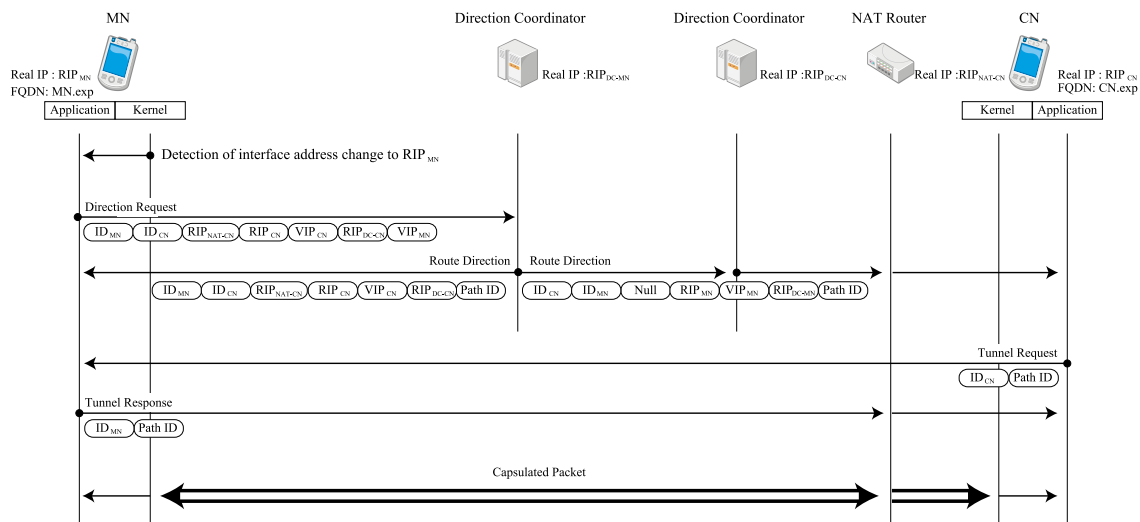 MN Direction Coordinator Direction Coordinator NAT Router CN
Real IP : RIP MN
FQDN: MN.exp
Real IP :RIP DC-MN
Real IP :RIP DC-CN
Real IP :RIP NAT-CN
Real IP : RIP CN
FQDN: CN.exp
Application Kernel
Kernel Application
Detection of interface address change to RIP MN
Direction Request
ID MN ID CN RIP NAT-CN RIP CN VIP CN RIP DC-CN VIP MN
Route Direction Route Direction
ID MN ID CN RIP NAT-CN RIP CN VIP CN RIP DC-CN Path ID
ID CN ID MN Null RIP MN VIP MN RIP DC-MN Path ID
Tunnel Request
ID CN Path ID
Tunnel Response
ID MN Path ID
Capsulated Packet